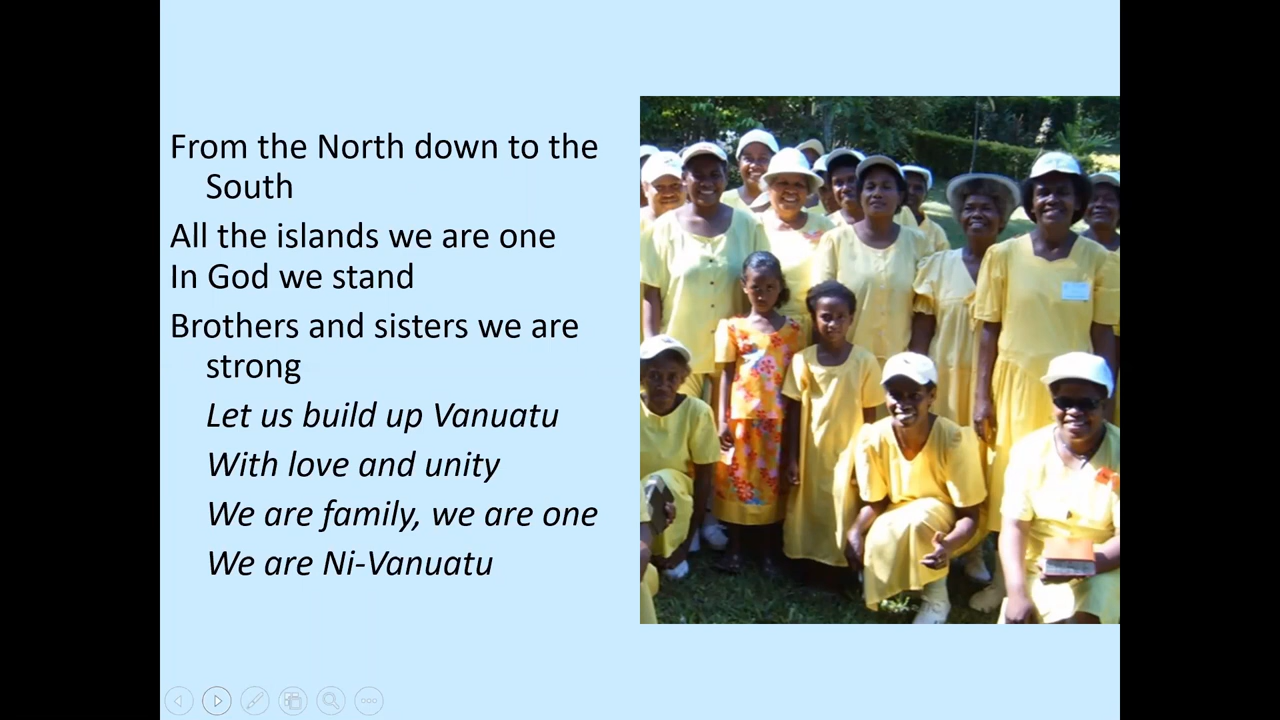 From the North down to the
South
All the islands we are one
In God we stand
Brothers and sisters we are
strong
Let us build up Vanuatu
With love and unity
We are family, we are one
We are Ni-Vanuatu